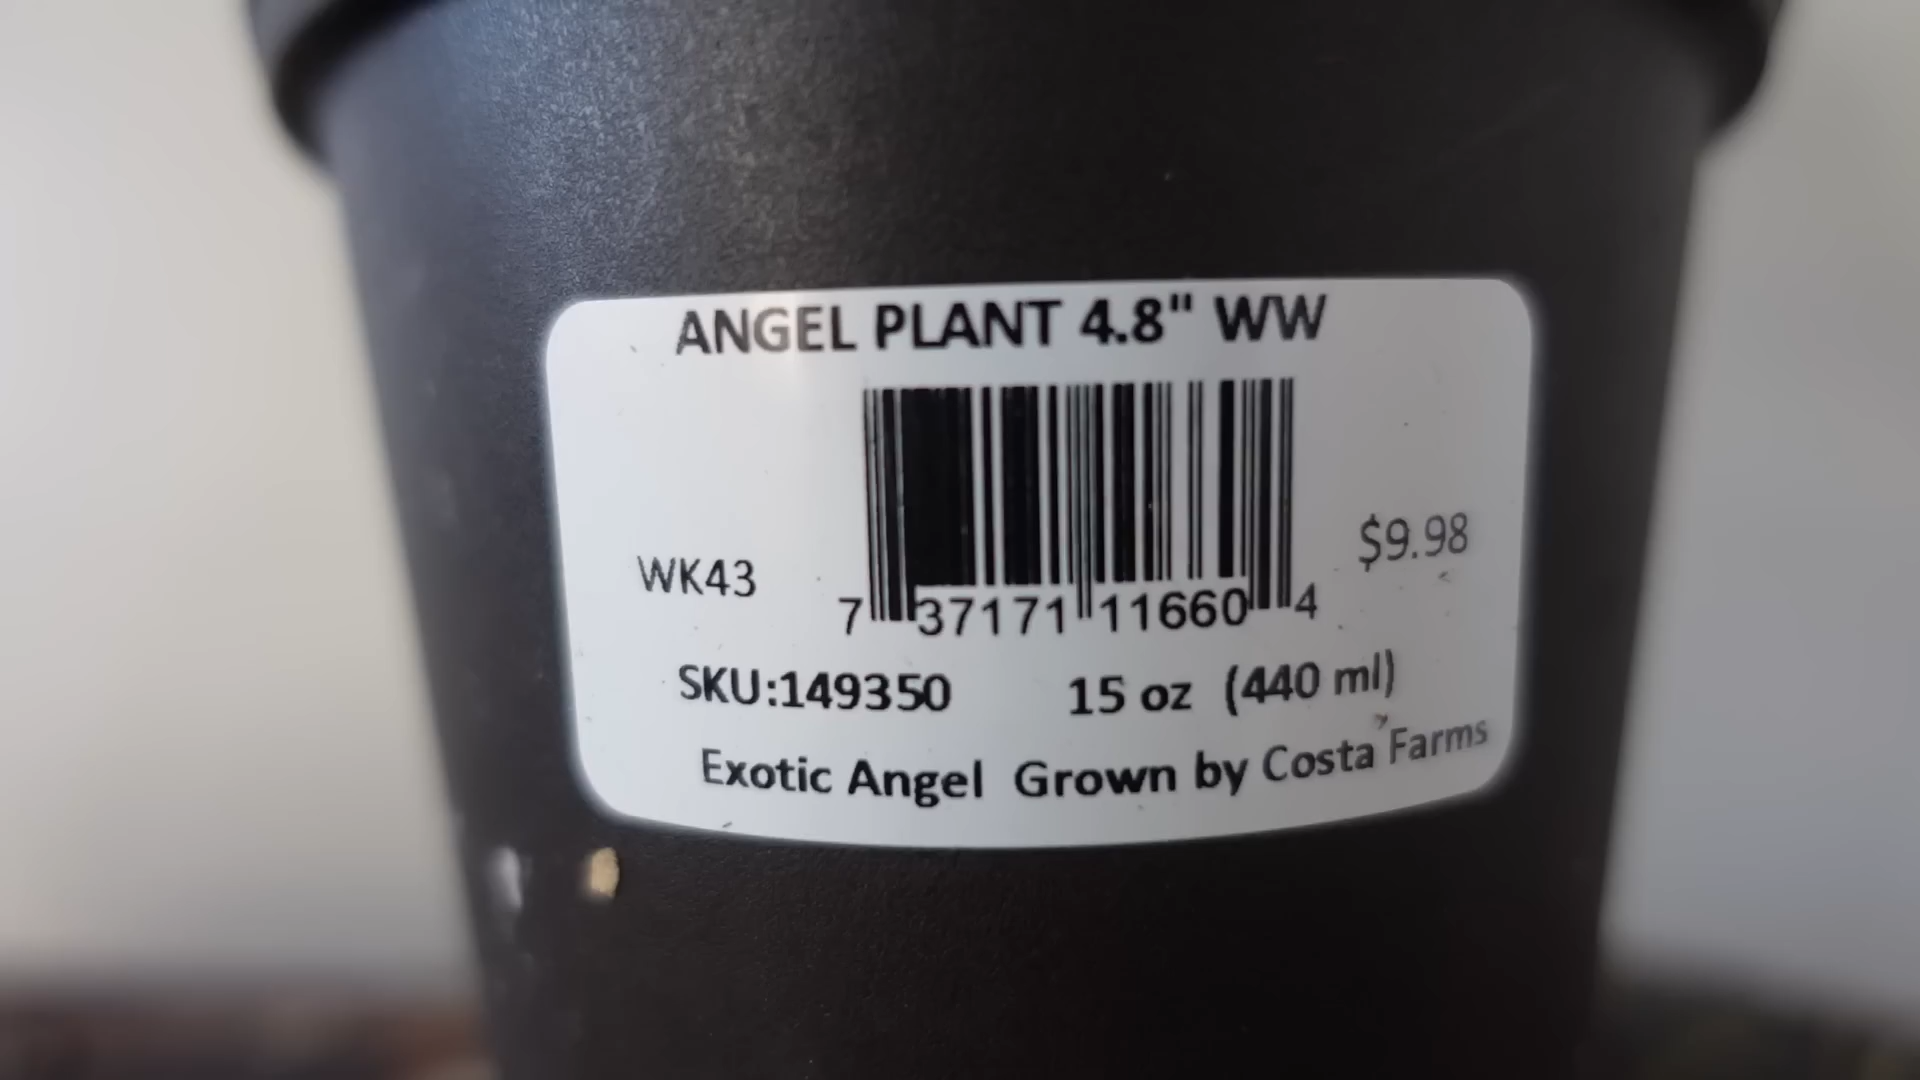 ANGEL PLANT 4.8" WW
WK43
$9.98
7 37171 11660 4
SKU:149350 15 oz (440 ml)
Exotic Angel Grown by Costa Farms